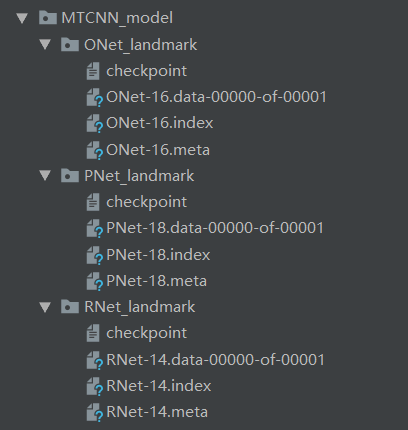 MTCNN_model
ONet_landmark
checkpoint
ONet-16.data-00000-of-00001
ONet-16.index
ONet-16.meta
PNet_landmark
checkpoint
PNet-18.data-00000-of-00001
PNet-18.index
PNet-18.meta
RNet_landmark
checkpoint
RNet-14.data-00000-of-00001
RNet-14.index
RNet-14.meta